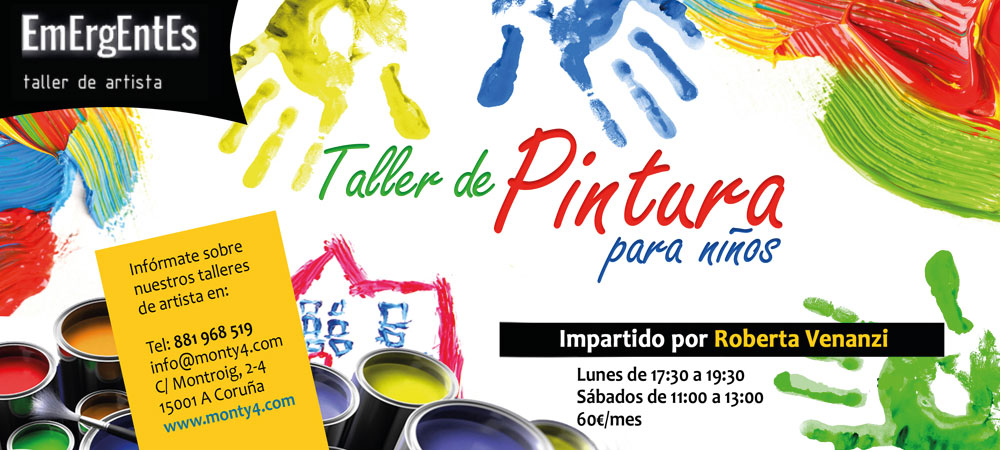 EmErgEntEs
taller de artista
Taller de Pintura
para niños
Infórmate sobre
nuestros talleres
de artista en:
Tel: 881 968 519
info@monty4.com
C/ Montroig, 2-4
15001 A Coruña
www.monty4.com
Impartido por Roberta Venanzi
Lunes de 17:30 a 19:30
Sábados de 11:00 a 13:00
60€/mes